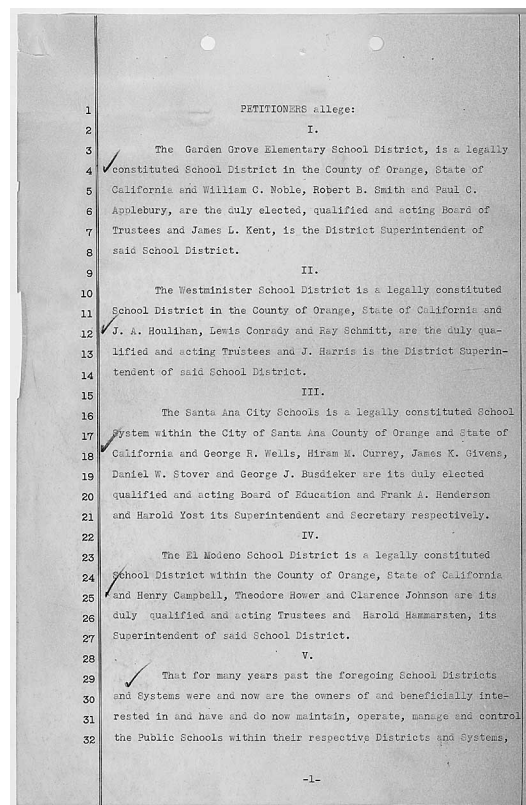 1 PETITIONERS allege:
2 I.
3 The Garden Grove Elementary School District, is a legally
4 constituted School District in the County of Orange, State of
5 California and William C. Noble, Robert B. Smith and Paul C.
6 Applebury, are the duly elected, qualified and acting Board of
7 Trustees and James L. Kent, is the District Superintendent of
8 said School District.
9 II.
10 The Westminister School District is a legally constituted
11 School District in the County of Orange, State of California and
12 J. A. Houlihan, Lewis Conrady and Ray Schmitt, are the duly qua-
13 lified and acting Trustees and J. Harris is the District Superin-
14 tendent of said School District.
15 III.
16 The Santa Ana City Schools is a legally constituted School
17 System within the City of Santa Ana County of Orange and State of
18 California and George R. Wells, Hiram M. Currey, James K. Givens,
19 Daniel W. Stover and George J. Busdieker are its duly elected
20 qualified and acting Board of Education and Frank A. Henderson
21 and Harold Yost its Superintendent and Secretary respectively.
22 IV.
23 The El Modeno School District is a legally constituted
24 School District within the County of Orange, State of California
25 and Henry Campbell, Theodore Hower and Clarence Johnson are its
26 duly qualified and acting Trustees and Harold Hammarsten, its
27 Superintendent of said School District.
28 V.
29 That for many years past the foregoing School Districts
30 and Systems were and now are the owners of and beneficially inte-
31 rested in and have and do now maintain, operate, manage and control
32 the Public Schools within their respective Districts and Systems,
-1-